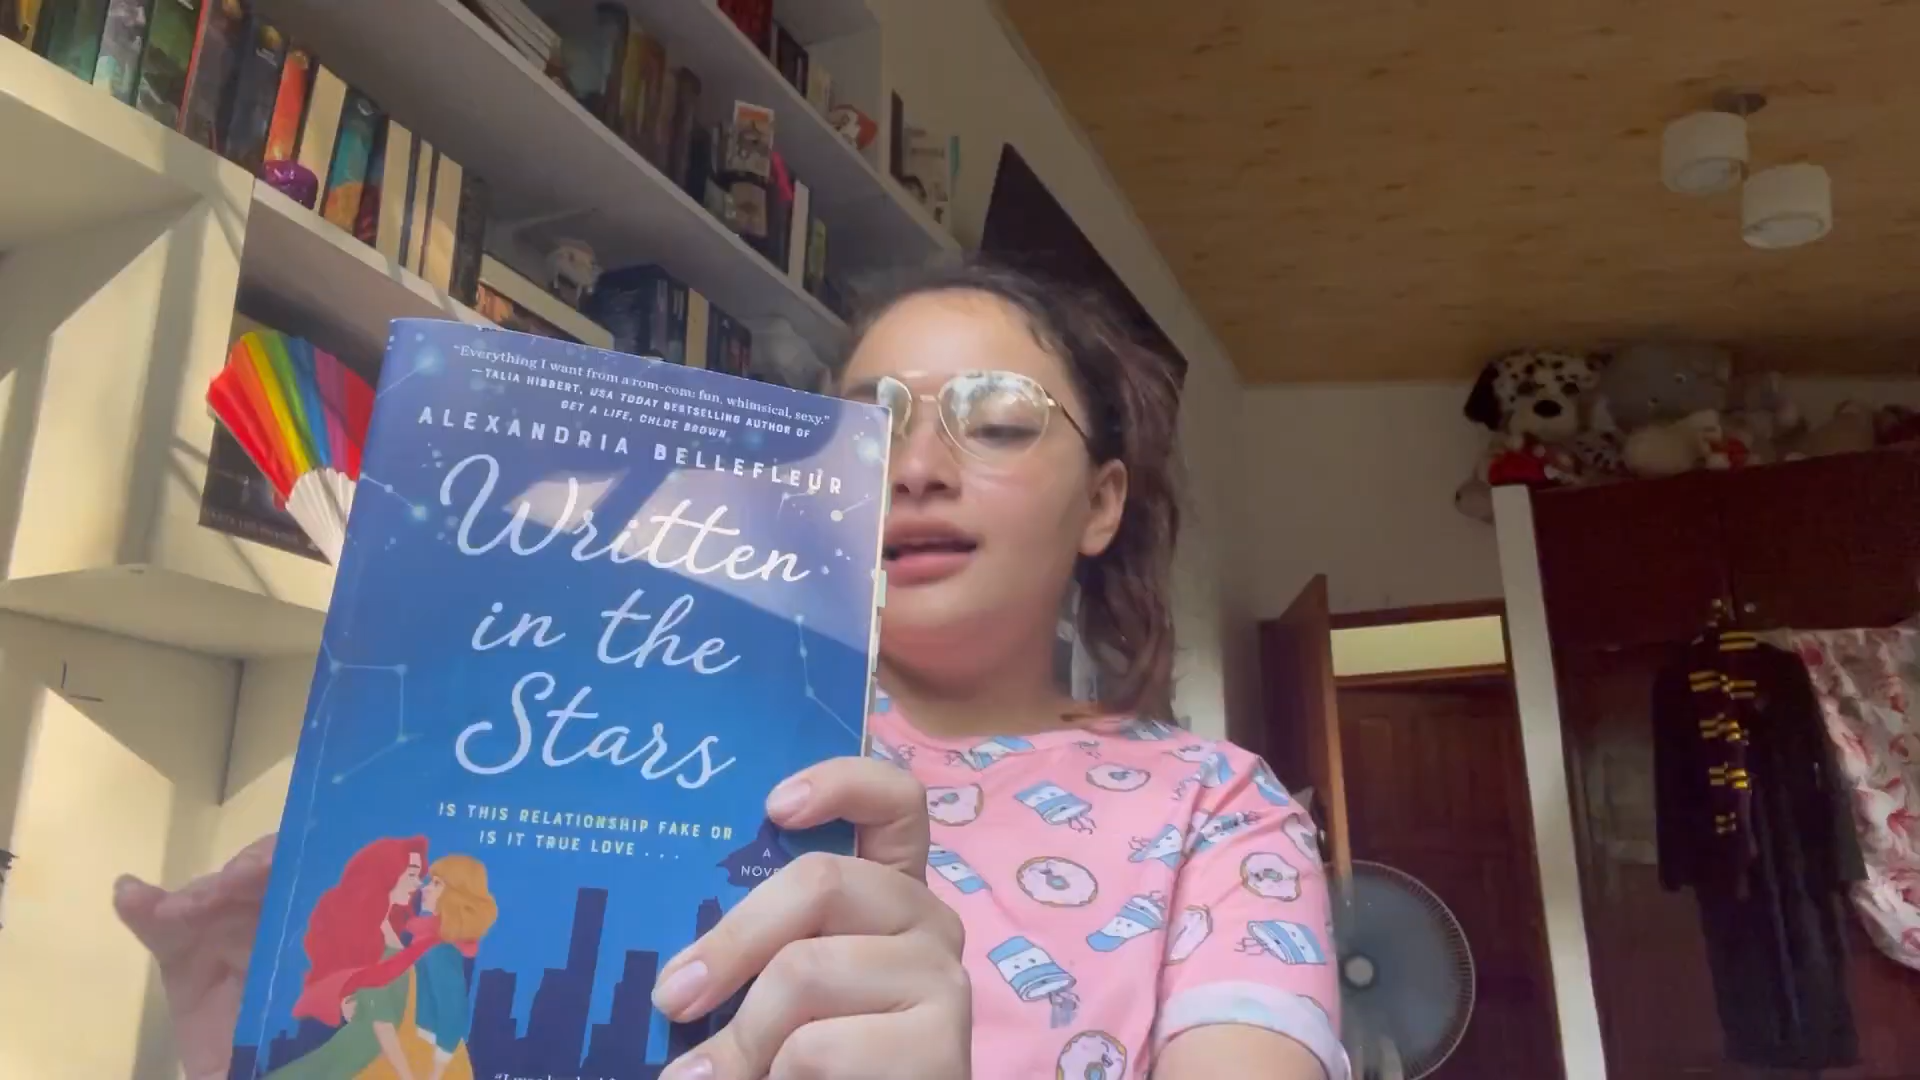 “Everything I want from a rom-com: fun, whimsical, sexy.”
—TALIA HIBBERT, USA TODAY BESTSELLING AUTHOR OF
GET A LIFE, CHLOE BROWN
ALEXANDRIA BELLEFLEUR
Written
in the
Stars
IS THIS RELATIONSHIP FAKE OR
IS IT TRUE LOVE . . .
A